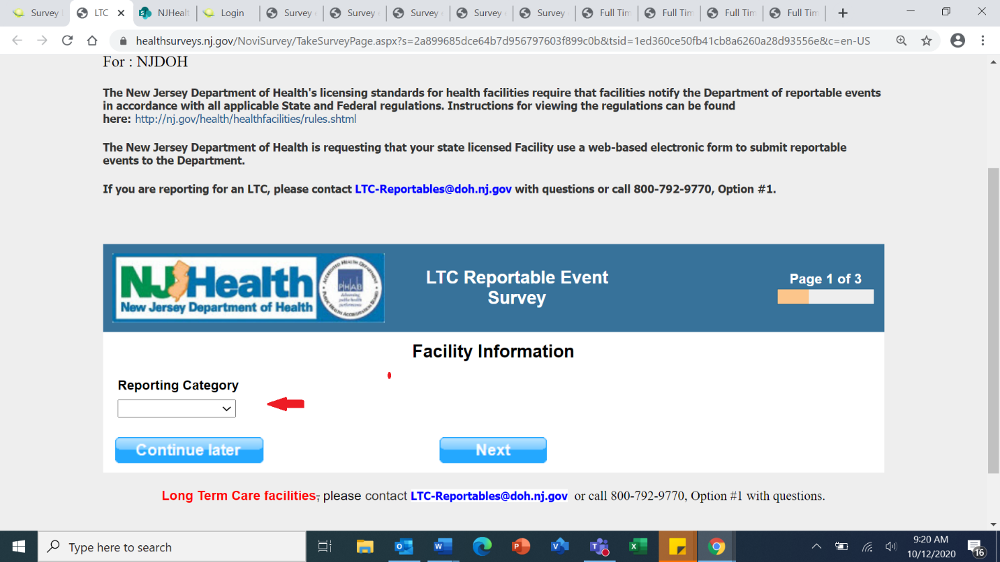 Survey
LTC
NJHealt
Login
Survey
Survey
Survey
Survey
Survey
Full Tim
Full Tim
Full Tim
Full Tim
healthsurveys.nj.gov/NoviSurvey/TakeSurveyPage.aspx?s=2a899685dce64b7d956797603f899c0b&tsid=1ed360ce50fb41cb8a6260a28d93556e&c=en-US
For : NJDOH
The New Jersey Department of Health's licensing standards for health facilities require that facilities notify the Department of reportable events
in accordance with all applicable State and Federal regulations. Instructions for viewing the regulations can be found
here: http://nj.gov/health/healthfacilities/rules.shtml
The New Jersey Department of Health is requesting that your state licensed Facility use a web-based electronic form to submit reportable
events to the Department.
If you are reporting for an LTC, please contact LTC-Reportables@doh.nj.gov with questions or call 800-792-9770, Option #1.
NJHealth
New Jersey Department of Health
PHAB
LTC Reportable Event
Survey
Page 1 of 3
Facility Information
Reporting Category
Continue later
Next
Long Term Care facilities, please contact LTC-Reportables@doh.nj.gov or call 800-792-9770, Option #1 with questions.
Type here to search
9:20 AM
10/12/2020
16